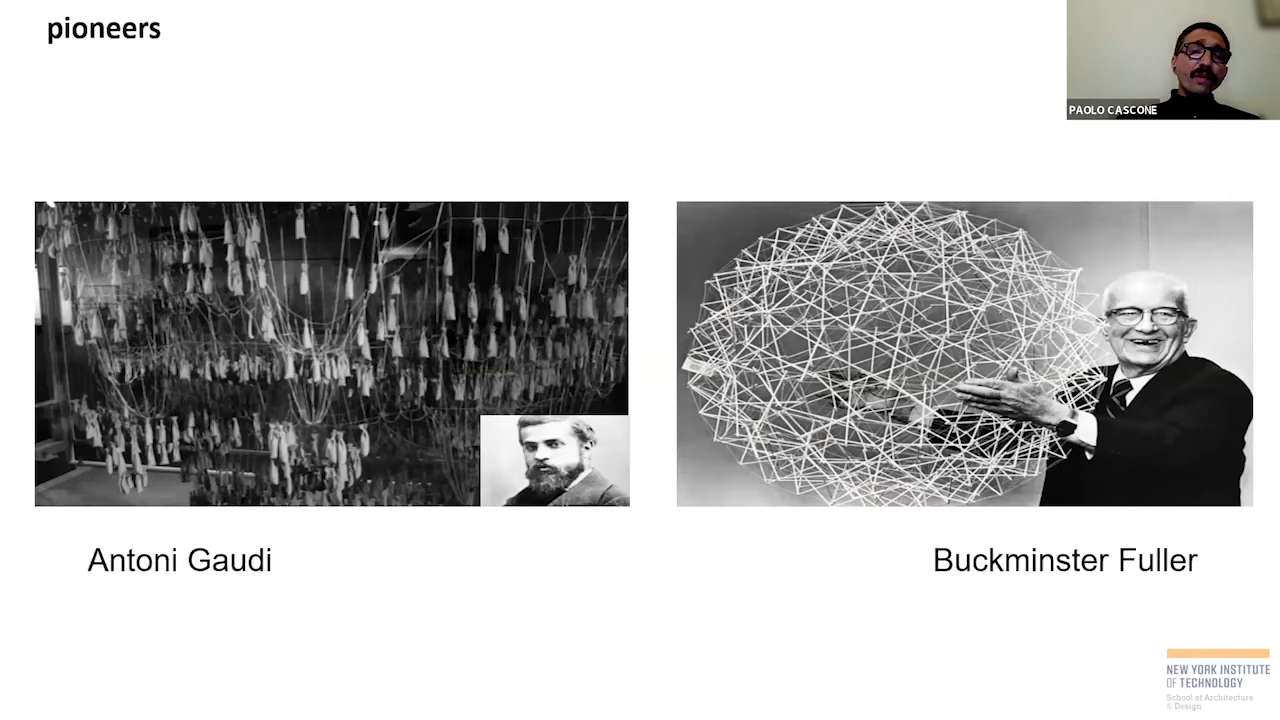 pioneers
PAOLO CASCONE
Antoni Gaudi
Buckminster Fuller
NEW YORK INSTITUTE
OF TECHNOLOGY
School of Architecture
& Design